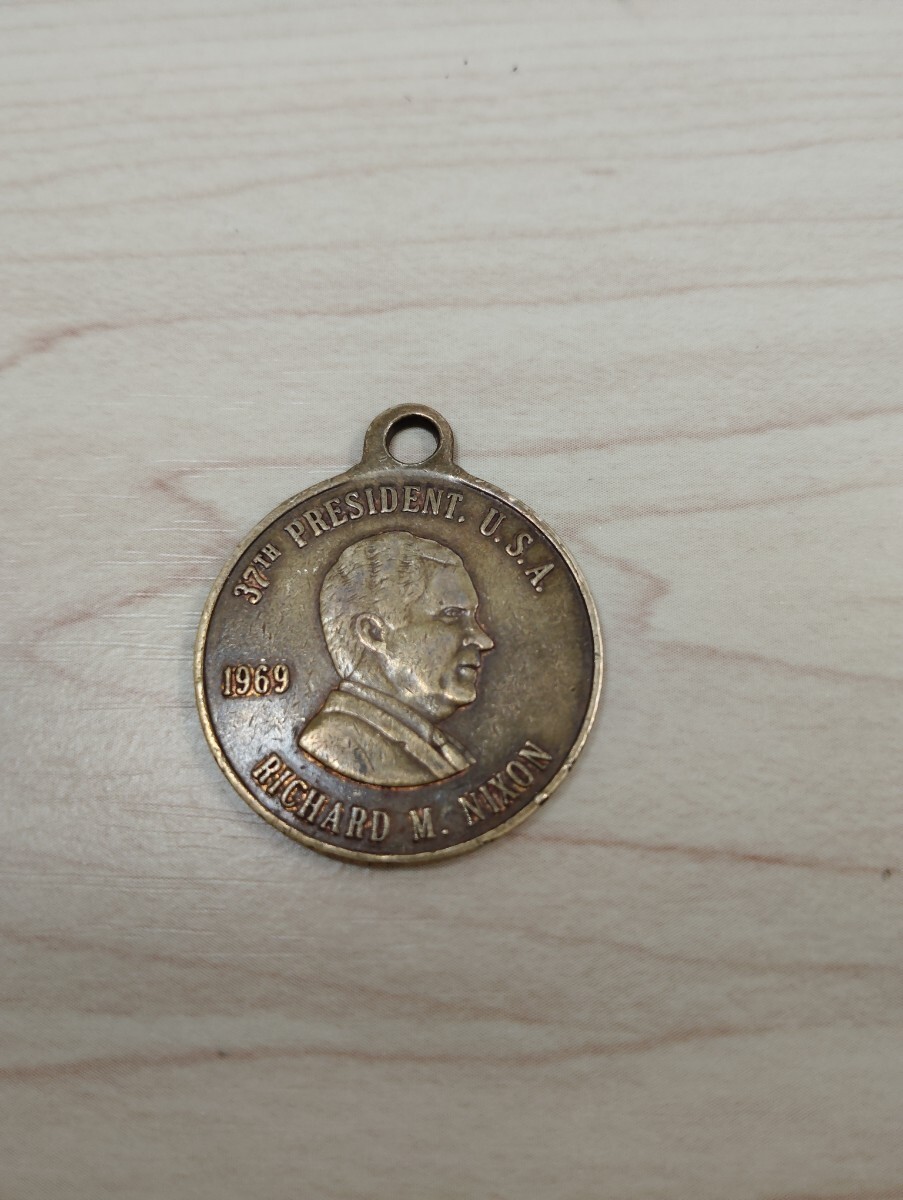 37TH PRESIDENT, U.S.A.
1969
RICHARD M. NIXON